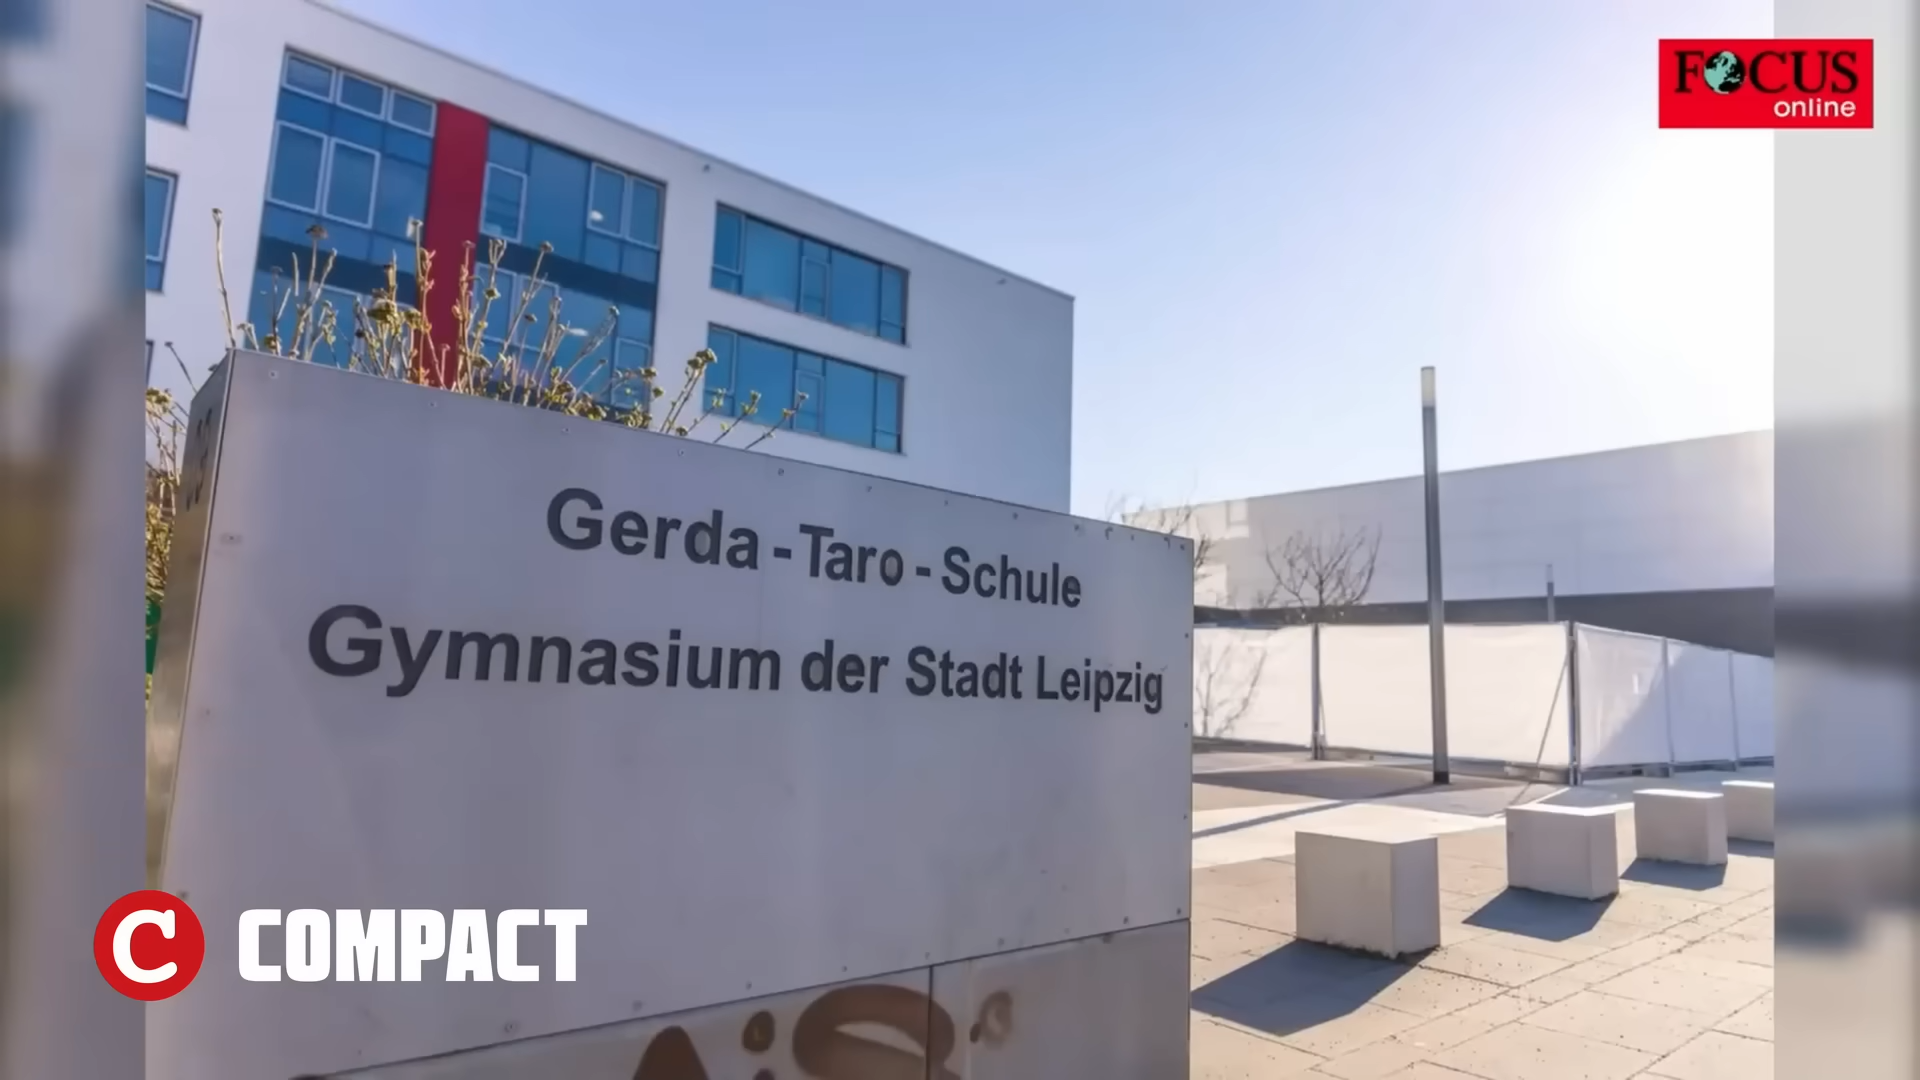 FOCUS
online
Gerda-Taro-Schule
Gymnasium der Stadt Leipzig
C COMPACT